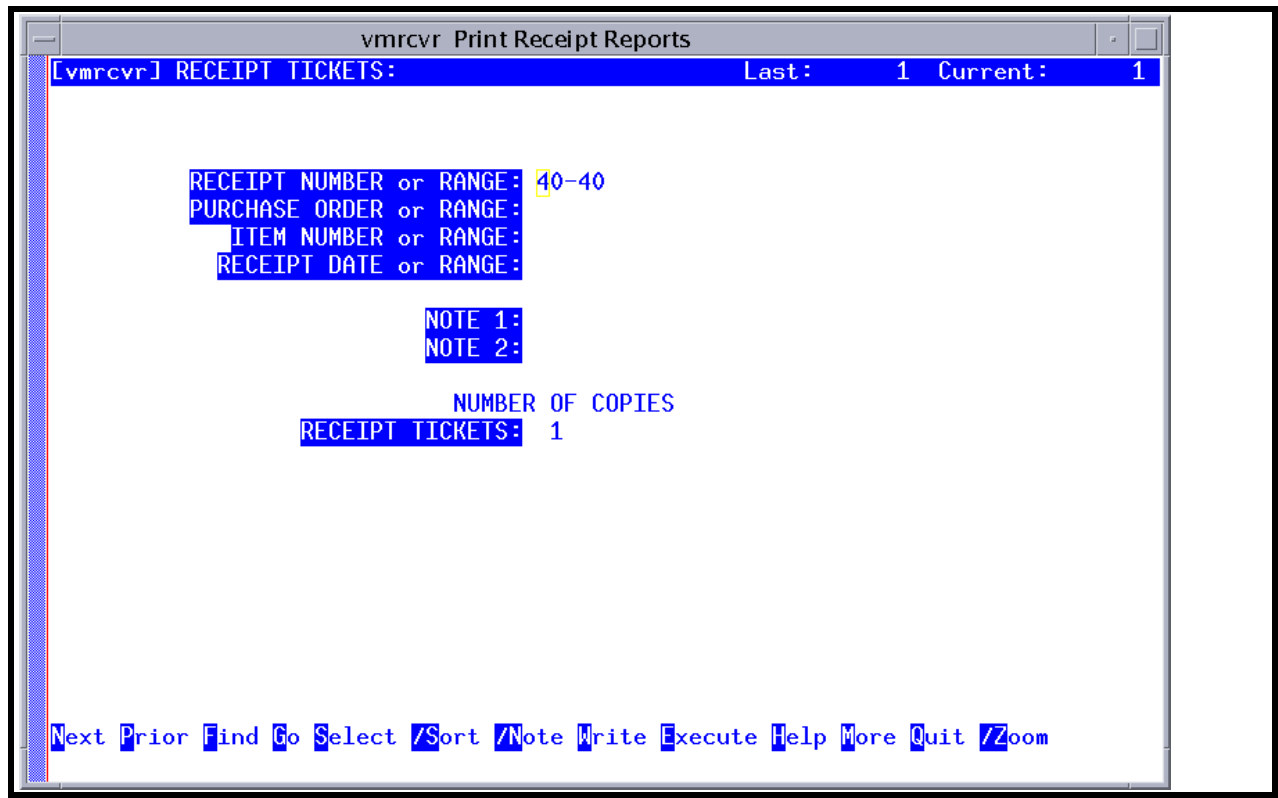 vmrcvr Print Receipt Reports
[vmrcvr] RECEIPT TICKETS: Last: 1 Current: 1
RECEIPT NUMBER or RANGE: 40-40
PURCHASE ORDER or RANGE:
ITEM NUMBER or RANGE:
RECEIPT DATE or RANGE:
NOTE 1:
NOTE 2:
NUMBER OF COPIES
RECEIPT TICKETS: 1
Next Prior Find Go Select /Sort /Note Write Execute Help More Quit /Zoom